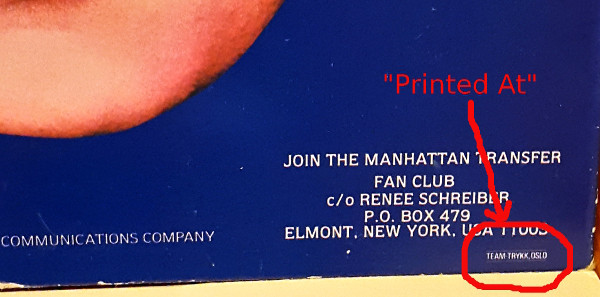 "Printed At"
JOIN THE MANHATTAN TRANSFER
FAN CLUB
c/o RENEE SCHREIBER
P.O. BOX 479
ELMONT, NEW YORK, USA 11003
COMMUNICATIONS COMPANY
TEAM-TRYKK, OSLO